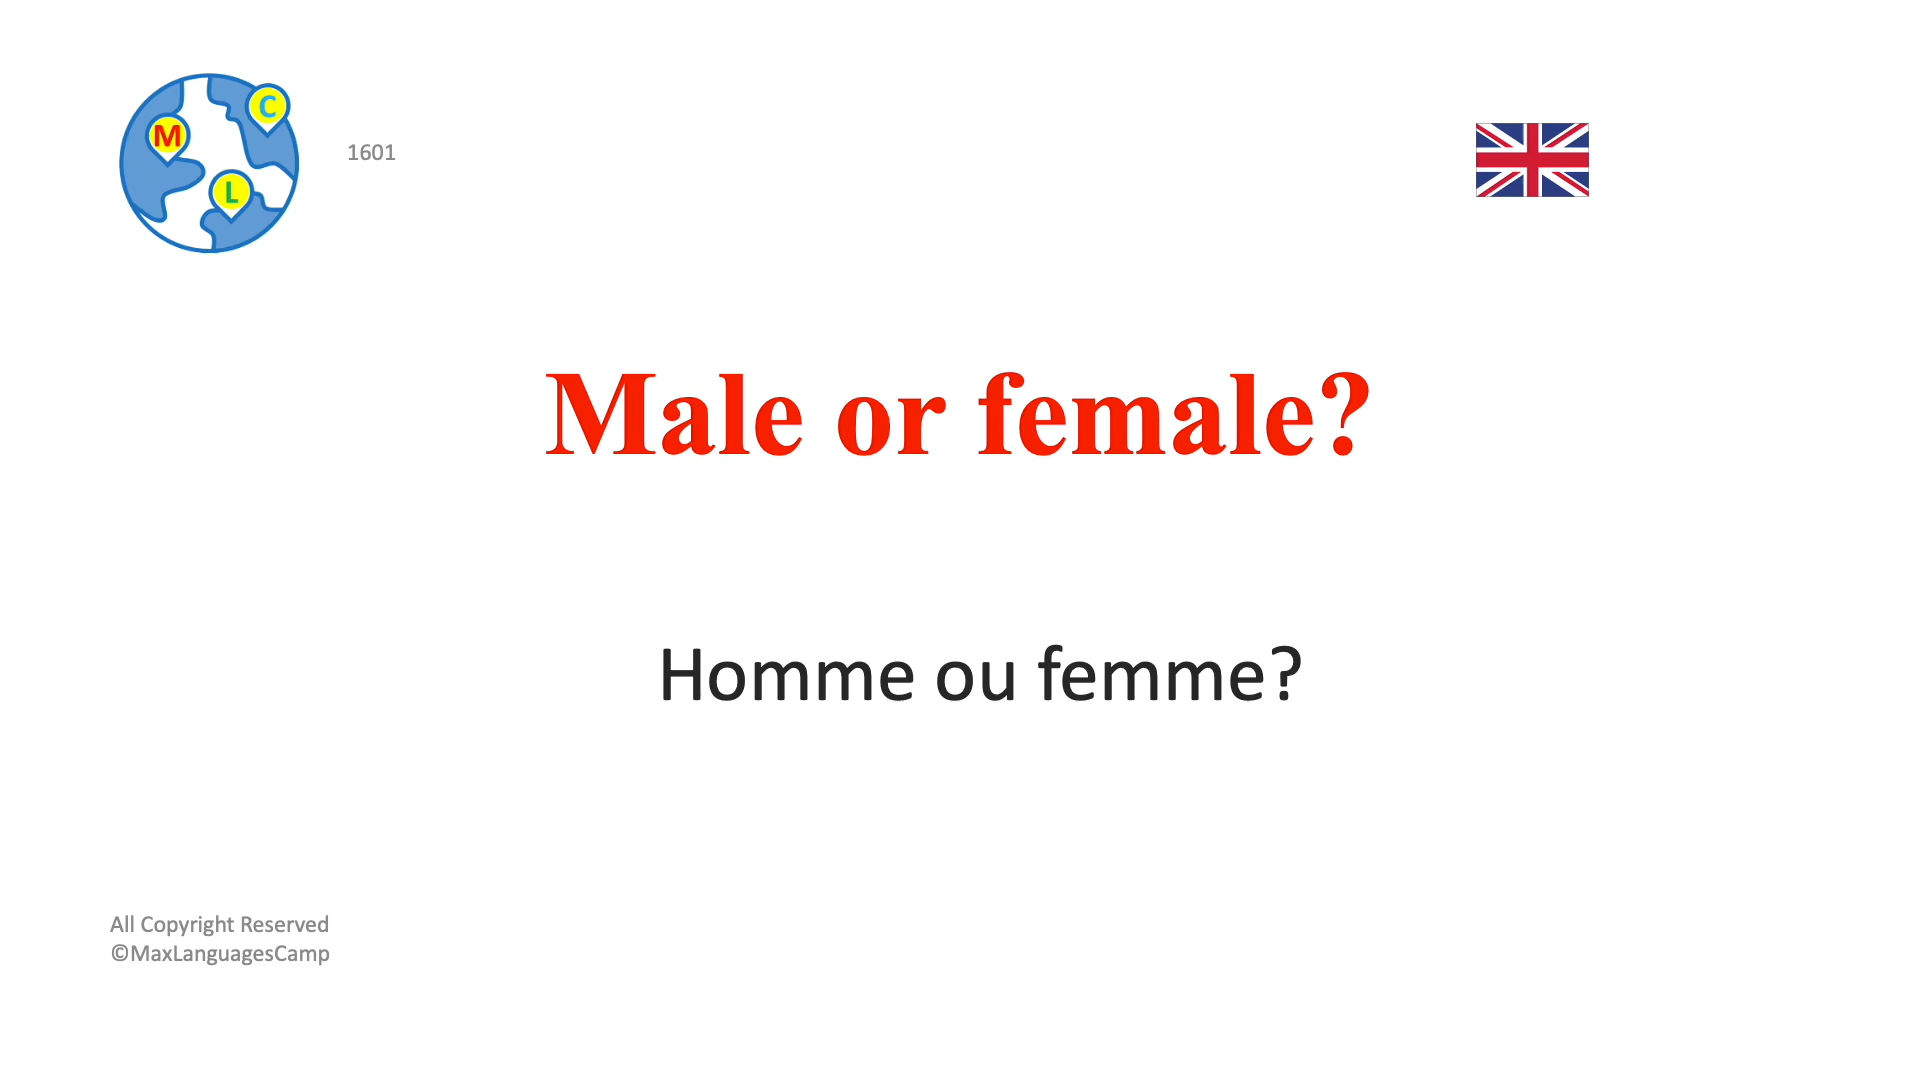 M
C
L
1601
Male or female?
Homme ou femme?
All Copyright Reserved
©MaxLanguagesCamp